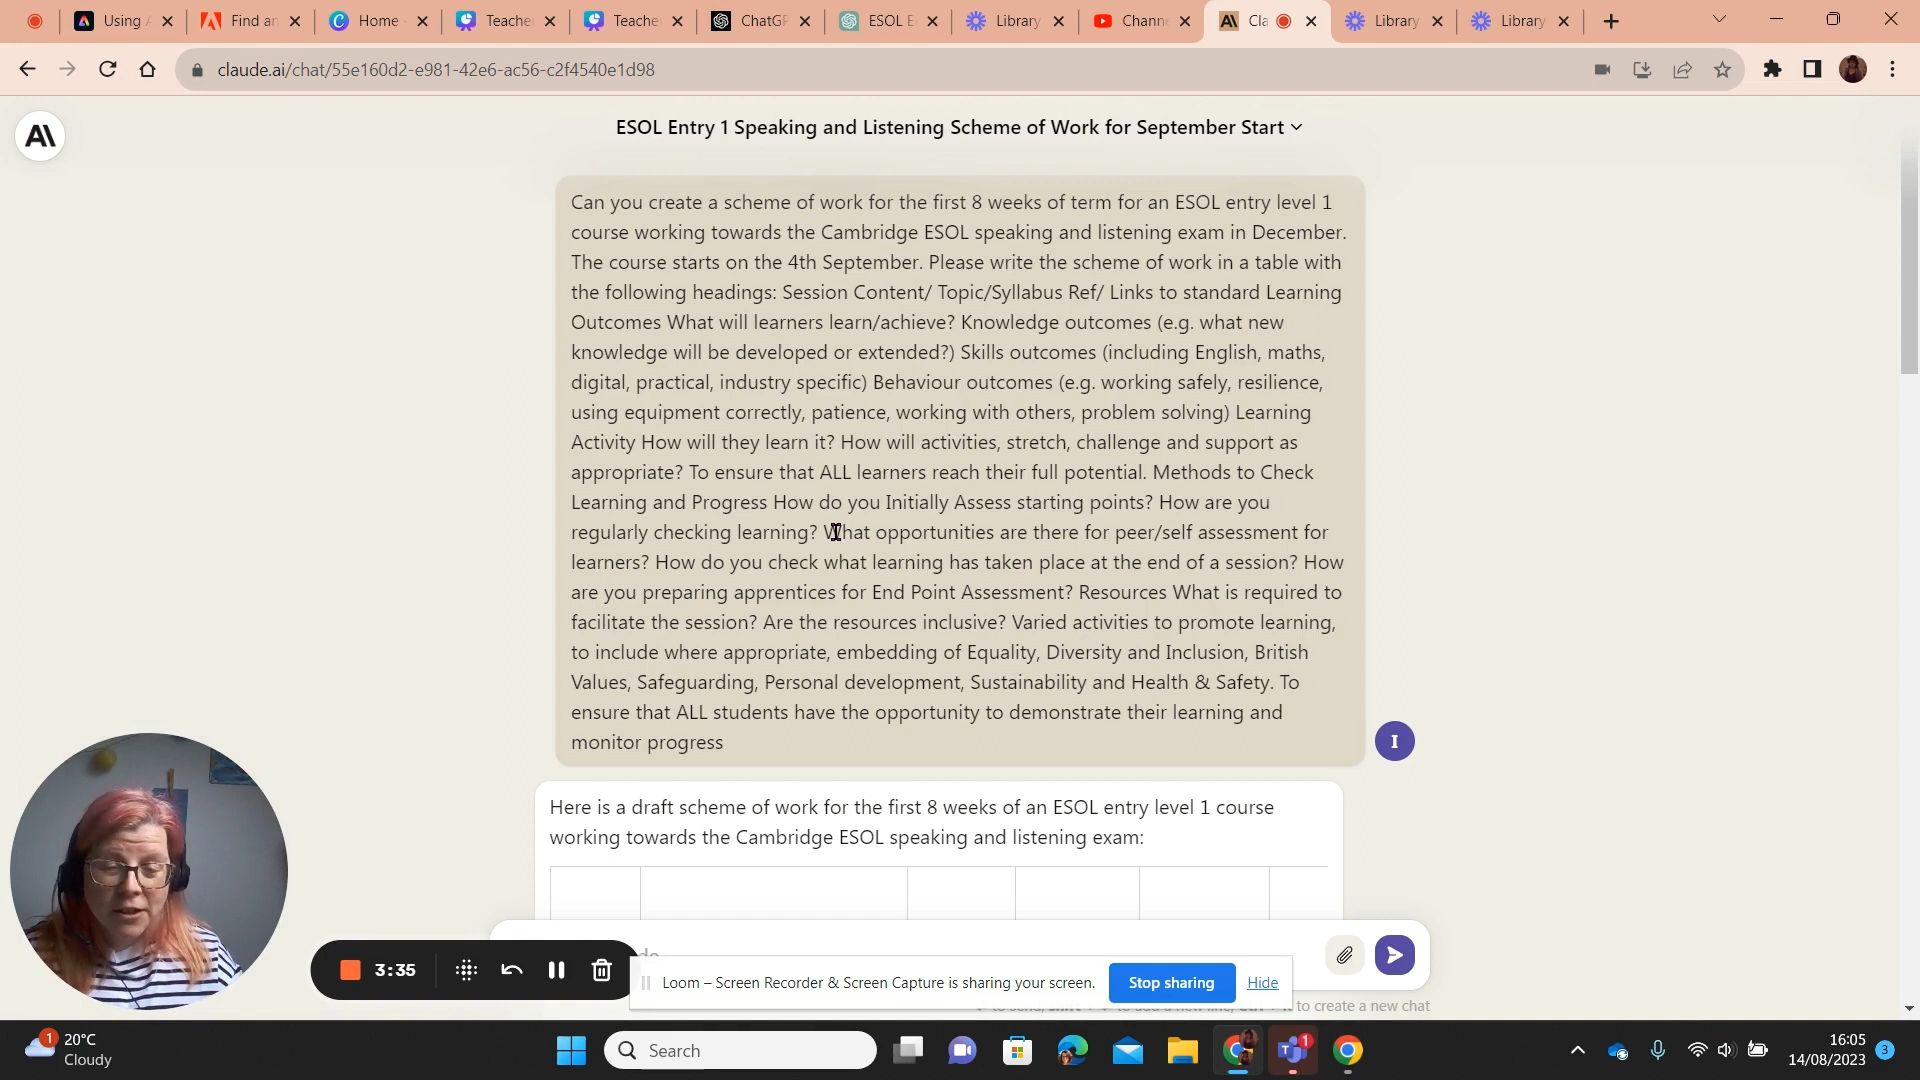 Using A
Find an
Home
Teache
Teache
ChatGP
ESOL E
Library
Chann
Cla
Library
Library
claude.ai/chat/55e160d2-e981-42e6-ac56-c2f4540e1d98
ESOL Entry 1 Speaking and Listening Scheme of Work for September Start
Can you create a scheme of work for the first 8 weeks of term for an ESOL entry level 1
course working towards the Cambridge ESOL speaking and listening exam in December.
The course starts on the 4th September. Please write the scheme of work in a table with
the following headings: Session Content/ Topic/Syllabus Ref/ Links to standard Learning
Outcomes What will learners learn/achieve? Knowledge outcomes (e.g. what new
knowledge will be developed or extended?) Skills outcomes (including English, maths,
digital, practical, industry specific) Behaviour outcomes (e.g. working safely, resilience,
using equipment correctly, patience, working with others, problem solving) Learning
Activity How will they learn it? How will activities, stretch, challenge and support as
appropriate? To ensure that ALL learners reach their full potential. Methods to Check
Learning and Progress How do you Initially Assess starting points? How are you
regularly checking learning? What opportunities are there for peer/self assessment for
learners? How do you check what learning has taken place at the end of a session? How
are you preparing apprentices for End Point Assessment? Resources What is required to
facilitate the session? Are the resources inclusive? Varied activities to promote learning,
to include where appropriate, embedding of Equality, Diversity and Inclusion, British
Values, Safeguarding, Personal development, Sustainability and Health & Safety. To
ensure that ALL students have the opportunity to demonstrate their learning and
monitor progress
I
Here is a draft scheme of work for the first 8 weeks of an ESOL entry level 1 course
working towards the Cambridge ESOL speaking and listening exam:
3:35
Loom – Screen Recorder & Screen Capture is sharing your screen.
Stop sharing
Hide
to create a new chat
1
20°C
Cloudy
Search
1
16:05
14/08/2023
3